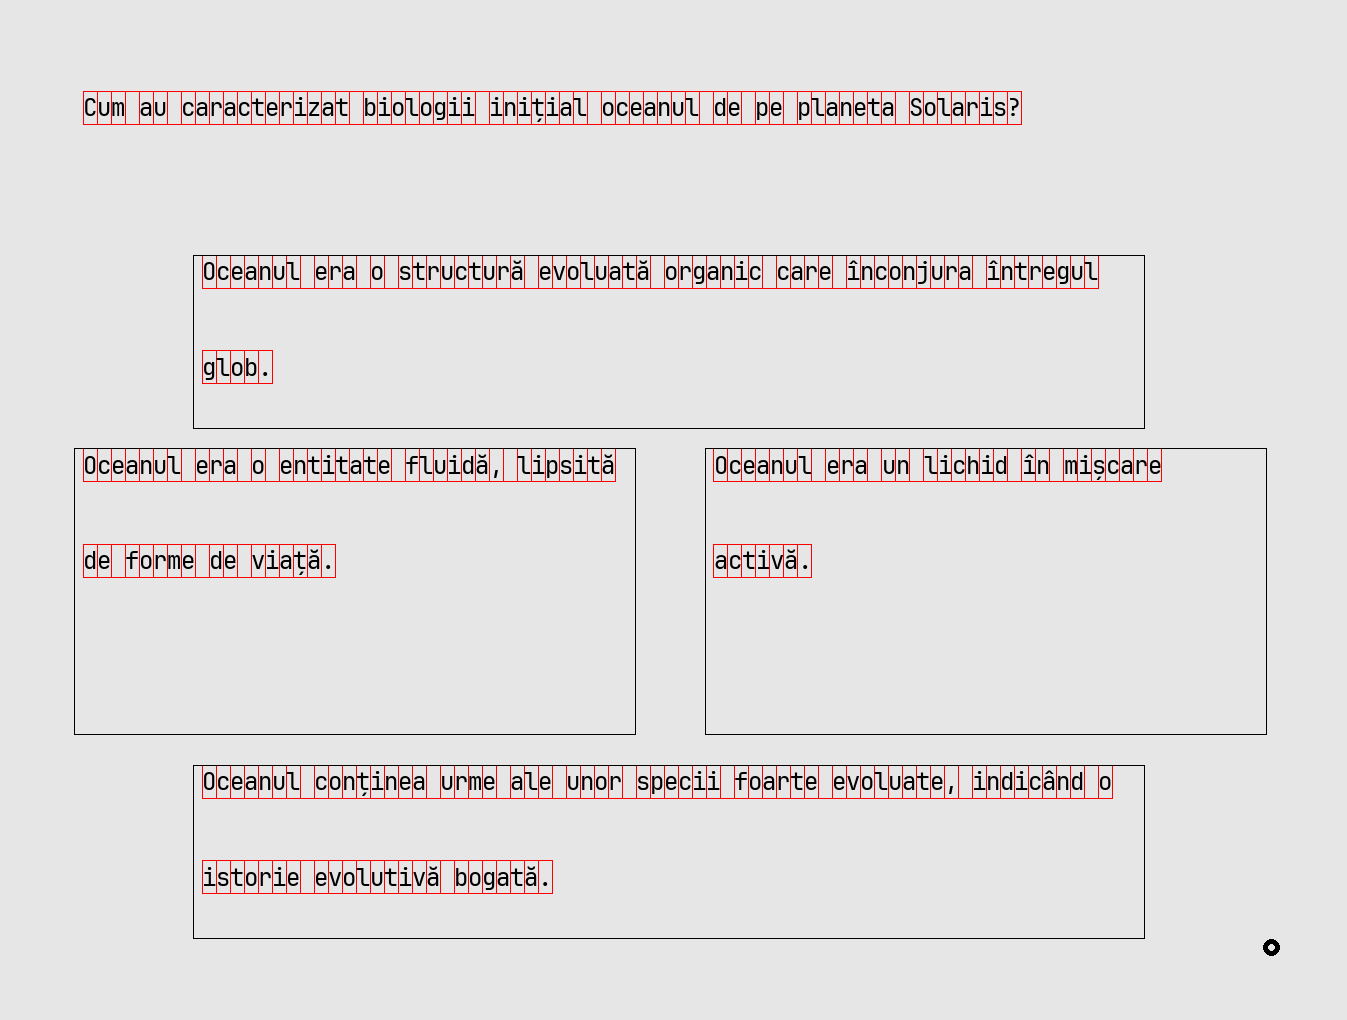 Cum au caracterizat biologii inițial oceanul de pe planeta Solaris?
Oceanul era o structură evoluată organic care înconjura întregul
glob.
Oceanul era o entitate fluidă, lipsită
de forme de viață.
Oceanul era un lichid în mișcare
activă.
Oceanul conținea urme ale unor specii foarte evoluate, indicând o
istorie evolutivă bogată.